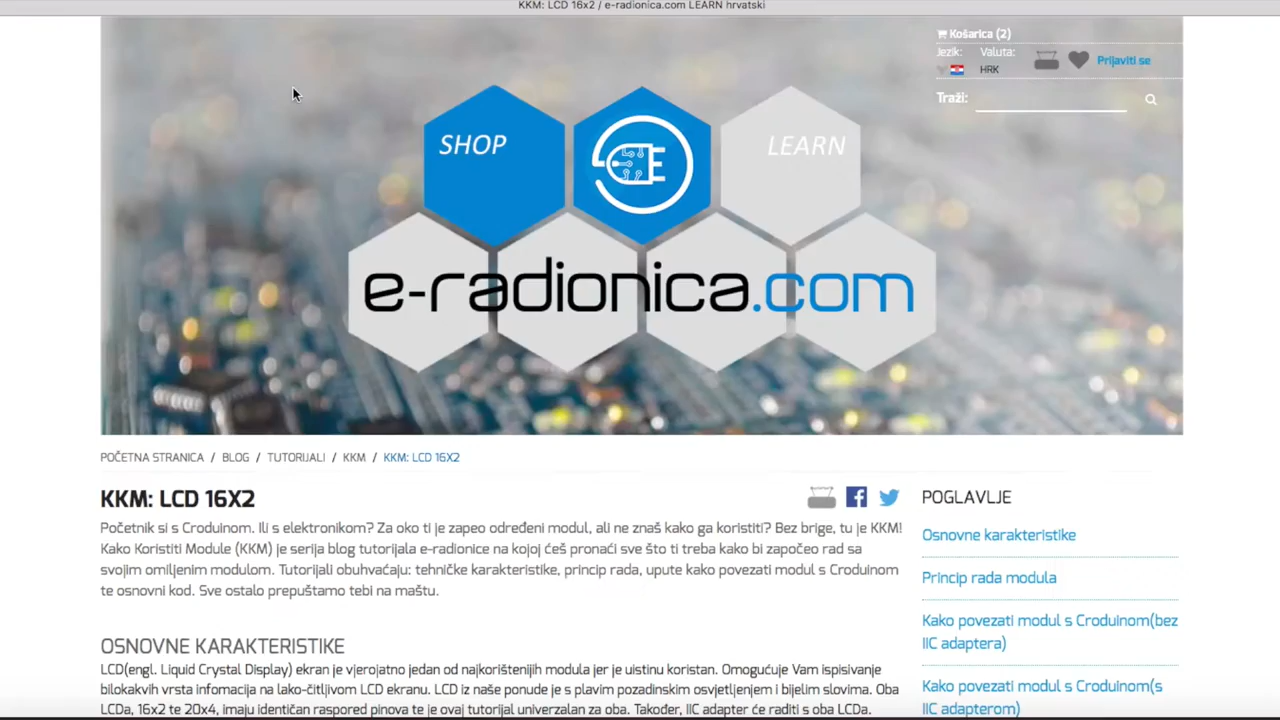 KKM: LCD 16x2 / e-radionica.com LEARN hrvatski
Košarica (2)
Jezik: Valuta:
HRK
Prijaviti se
Traži:
SHOP
LEARN
e-radionica.com
POČETNA STRANICA / BLOG / TUTORIJALI / KKM / KKM: LCD 16X2
KKM: LCD 16X2
Početnik si s Croduinom. Ili s elektronikom? Za oko ti je zapeo određeni modul, ali ne znaš kako ga koristiti? Bez brige, tu je KKM!
Kako Koristiti Module (KKM) je serija blog tutorijala e-radionice na kojoj ćeš pronaći sve što ti treba kako bi započeo rad sa
svojim omiljenim modulom. Tutorijali obuhvaćaju: tehničke karakteristike, princip rada, upute kako povezati modul s Croduinom
te osnovni kod. Sve ostalo prepuštamo tebi na maštu.
OSNOVNE KARAKTERISTIKE
LCD(engl. Liquid Crystal Display) ekran je vjerojatno jedan od najkorištenijih modula jer je uistinu koristan. Omogućuje Vam ispisivanje
bilokakvih vrsta infomacija na lako-čitljivom LCD ekranu. LCD iz naše ponude je s plavim pozadinskim osvjetljenjem i bijelim slovima. Oba
LCDa, 16x2 te 20x4, imaju identičan raspored pinova te je ovaj tutorijal univerzalan za oba. Također, IIC adapter će raditi s oba LCDa.
POGLAVLJE
Osnovne karakteristike
Princip rada modula
Kako povezati modul s Croduinom(bez
IIC adaptera)
Kako povezati modul s Croduinom(s
IIC adapterom)